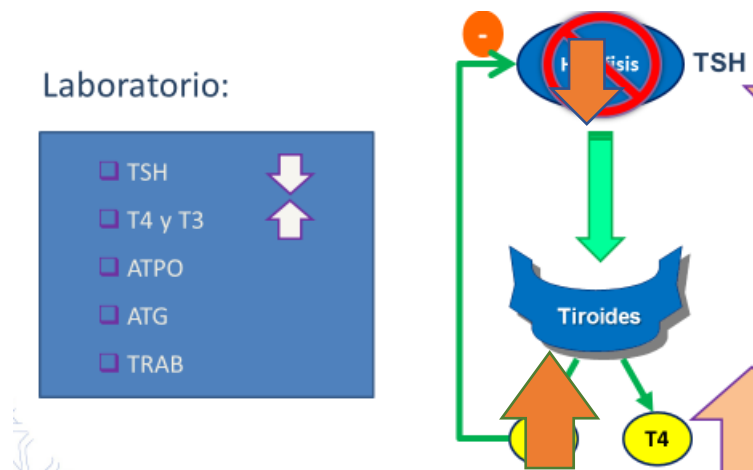 Laboratorio:
TSH
T4 y T3
ATPO
ATG
TRAB
-
TSH
Tiroides
T4